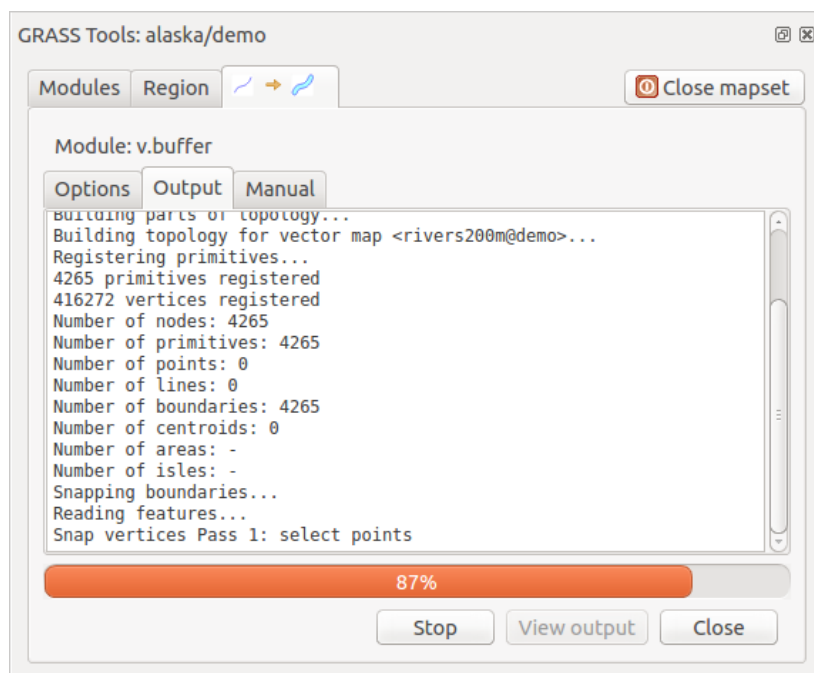 GRASS Tools: alaska/demo
Modules
Region
Close mapset
Module: v.buffer
Options
Output
Manual
Building parts of topology...
Building topology for vector map <rivers200m@demo>...
Registering primitives...
4265 primitives registered
416272 vertices registered
Number of nodes: 4265
Number of primitives: 4265
Number of points: 0
Number of lines: 0
Number of boundaries: 4265
Number of centroids: 0
Number of areas: -
Number of isles: -
Snapping boundaries...
Reading features...
Snap vertices Pass 1: select points
87%
Stop
View output
Close